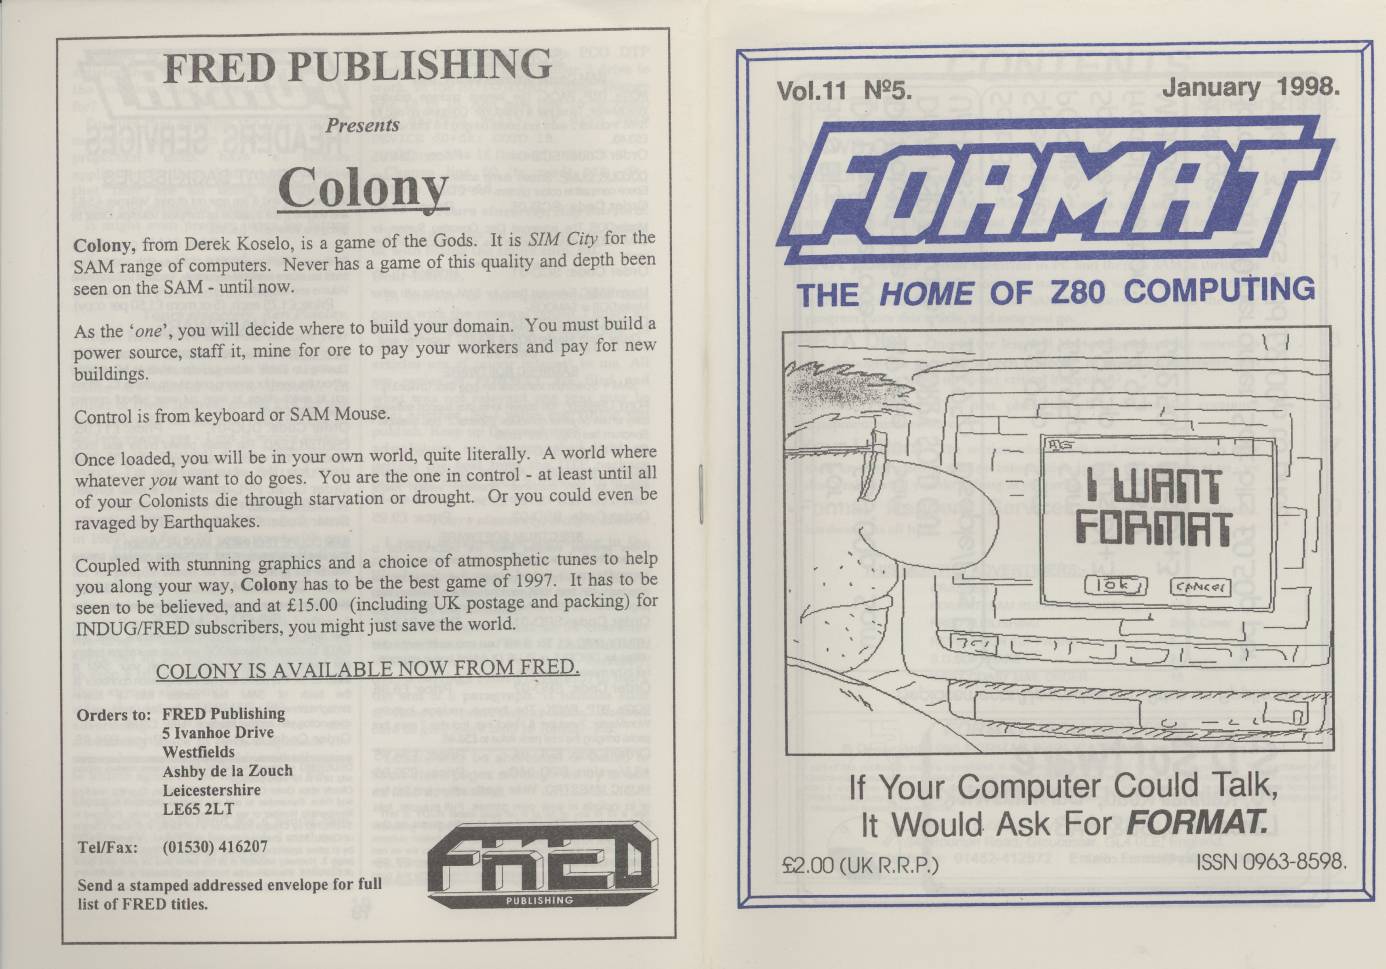 FRED PUBLISHING
Presents
Colony
Colony, from Derek Koselo, is a game of the Gods. It is SIM City for the
SAM range of computers. Never has a game of this quality and depth been
seen on the SAM - until now.
As the 'one', you will decide where to build your domain. You must build a
power source, staff it, mine for ore to pay your workers and pay for new
buildings.
Control is from keyboard or SAM Mouse.
Once loaded, you will be in your own world, quite literally. A world where
whatever you want to do goes. You are the one in control - at least until all
of your Colonists die through starvation or drought. Or you could even be
ravaged by Earthquakes.
Coupled with stunning graphics and a choice of atmosphetic tunes to help
you along your way, Colony has to be the best game of 1997. It has to be
seen to be believed, and at £15.00 (including UK postage and packing) for
INDUG/FRED subscribers, you might just save the world.
COLONY IS AVAILABLE NOW FROM FRED.
Orders to: FRED Publishing
5 Ivanhoe Drive
Westfields
Ashby de la Zouch
Leicestershire
LE65 2LT
Tel/Fax: (01530) 416207
Send a stamped addressed envelope for full
list of FRED titles.
FRED
PUBLISHING
Vol.11 Nº5. January 1998.
FORMAT
THE HOME OF Z80 COMPUTING
I WANT
FORMAT
OK CANCEL
If Your Computer Could Talk,
It Would Ask For FORMAT.
£2.00 (UK R.R.P.) ISSN 0963-8598.